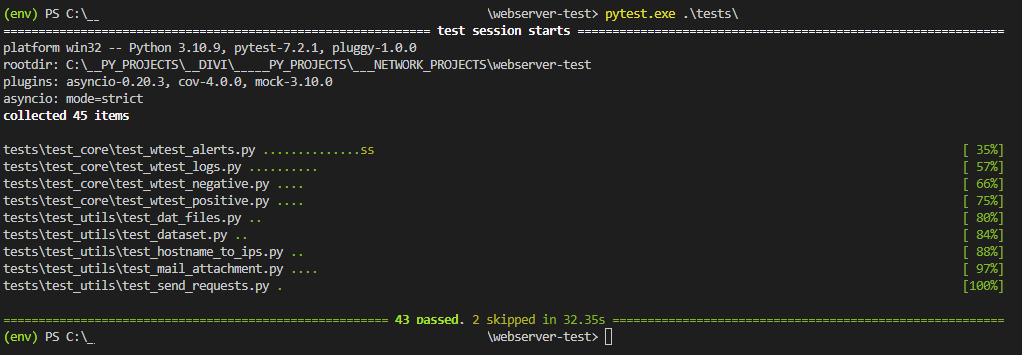 (env) PS C:\__ \webserver-test> pytest.exe .\tests\
============================================================= test session starts =============================================================
platform win32 -- Python 3.10.9, pytest-7.2.1, pluggy-1.0.0
rootdir: C:\__PY_PROJECTS\__DIVI\_____PY_PROJECTS\___NETWORK_PROJECTS\webserver-test
plugins: asyncio-0.20.3, cov-4.0.0, mock-3.10.0
asyncio: mode=strict
collected 45 items
tests\test_core\test_wtest_alerts.py ..............ss [ 35%]
tests\test_core\test_wtest_logs.py .......... [ 57%]
tests\test_core\test_wtest_negative.py .... [ 66%]
tests\test_core\test_wtest_positive.py .... [ 75%]
tests\test_utils\test_dat_files.py .. [ 80%]
tests\test_utils\test_dataset.py .. [ 84%]
tests\test_utils\test_hostname_to_ips.py .. [ 88%]
tests\test_utils\test_mail_attachment.py .... [ 97%]
tests\test_utils\test_send_requests.py . [100%]
======================================================= 43 passed, 2 skipped in 32.35s ========================================================
(env) PS C:\_ \webserver-test>